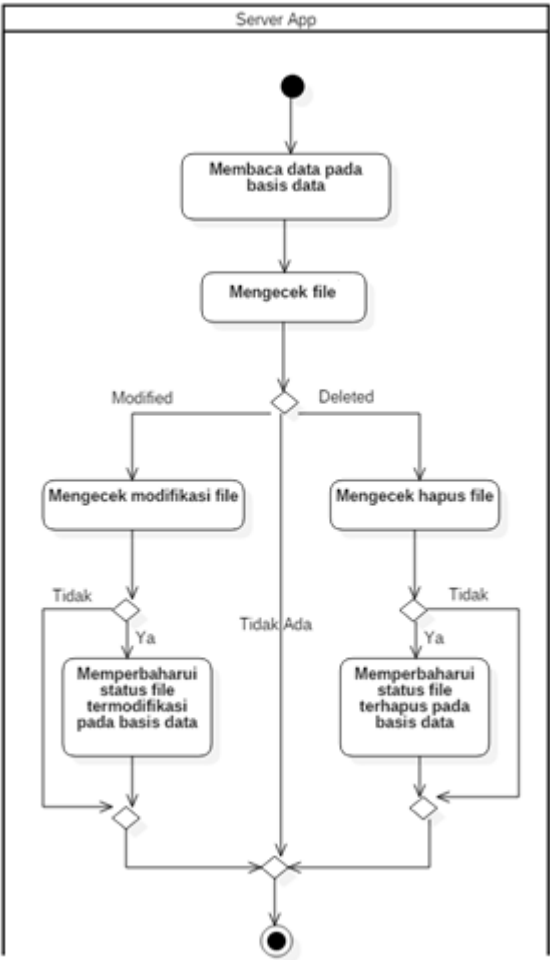 Server App
Membaca data pada
basis data
Mengecek file
Modified
Deleted
Mengecek modifikasi file
Mengecek hapus file
Tidak
Tidak
Tidak Ada
Ya
Ya
Memperbaharui
status file
termodifikasi
pada basis data
Memperbaharui
status file
terhapus pada
basis data